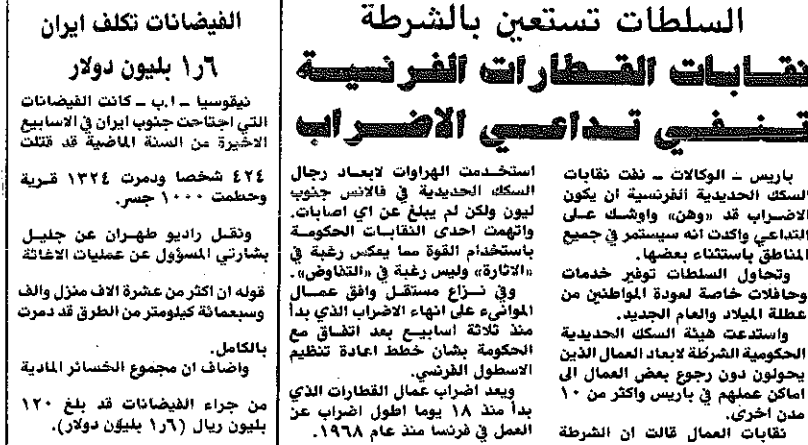 السلطات تستعين بالشرطة
نقابات القطارات الفرنسية
تنفي تداعي الاضراب
باريس - الوكالات - نفت نقابات
السكك الحديدية الفرنسية ان يكون
الاضراب قد «وهن» واوشك على
التداعي واكدت انه سيستمر في جميع
المناطق باستثناء بعضها.
وتحاول السلطات توفير خدمات
وحافلات خاصة لعودة المواطنين من
عطلة الميلاد والعام الجديد.
واستدعت هيئة السكك الحديدية
الحكومية الشرطة لابعاد العمال الذين
يحولون دون رجوع بعض العمال الى
اماكن عملهم في باريس واكثر من ١٠
مدن اخرى.
نقابات العمال قالت ان الشرطة
استخدمت الهراوات لابعاد رجال
السكك الحديدية في فالانس جنوب
ليون ولكن لم يبلغ عن اي اصابات.
واتهمت احدى النقابات الحكومة
باستخدام القوة مما يعكس رغبة في
«الاثارة» وليس رغبة في «التفاوض».
وفي نزاع مستقل وافق عمال
الموانىء على انهاء الاضراب الذي بدأ
منذ ثلاثة اسابيع بعد اتفاق مع
الحكومة بشان خطط اعادة تنظيم
الاسطول الفرنسي.
ويعد اضراب عمال القطارات الذي
بدأ منذ ١٨ يوما اطول اضراب عن
العمل في فرنسا منذ عام ١٩٦٨.
الفيضانات تكلف ايران
١ر٦ بليون دولار
نيقوسيا - ا.ب - كانت الفيضانات
التي اجتاحت جنوب ايران في الاسابيع
الاخيرة من السنة الماضية قد قتلت
٤٢٤ شخصا ودمرت ١٣٢٤ قرية
وحطمت ١٠٠٠ جسر.
ونقل راديو طهران عن جليل
بشارتي المسؤول عن عمليات الاغاثة
قوله ان اكثر من عشرة الاف منزل والف
وسبعمائة كيلومتر من الطرق قد دمرت
بالكامل.
واضاف ان مجموع الخسائر المادية
من جراء الفيضانات قد بلغ ١٢٠
بليون ريال (١ر٦ بليون دولار).